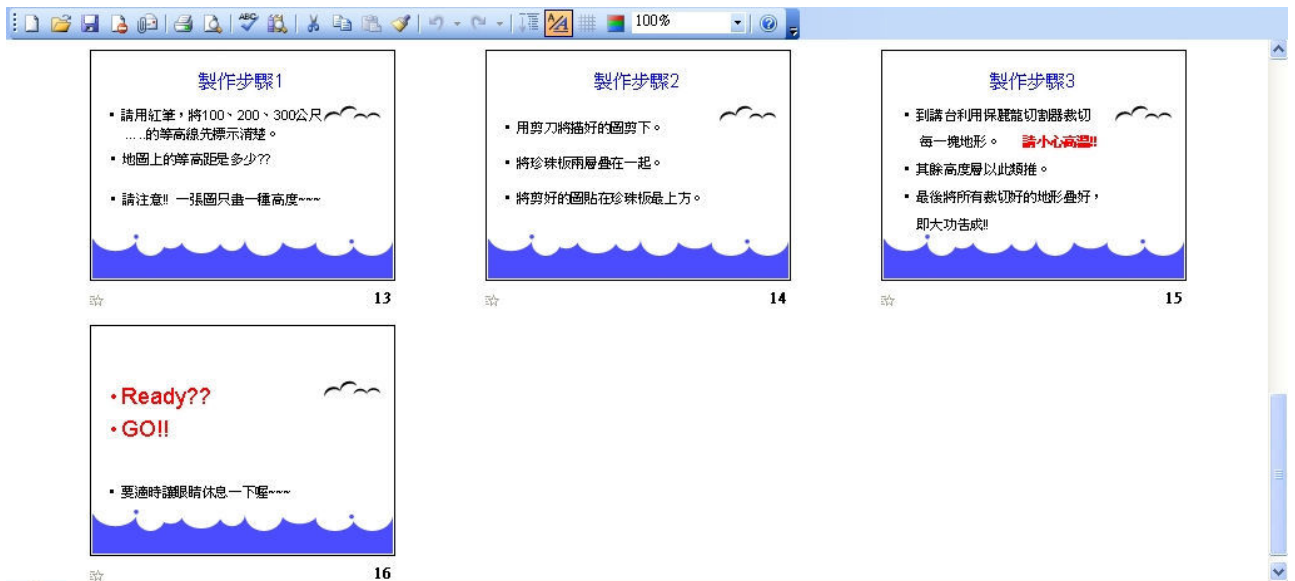 100%
製作步驟1
▪ 請用紅筆，將100、200、300公尺
.....的等高線先標示清楚。
▪ 地圖上的等高距是多少??
▪ 請注意!! 一張圖只畫一種高度~~~
13
製作步驟2
▪ 用剪刀將描好的圖剪下。
▪ 將珍珠板兩層疊在一起。
▪ 將剪好的圖貼在珍珠板最上方。
14
製作步驟3
▪ 到講台利用保麗龍切割器裁切
每一塊地形。 請小心高溫!!
▪ 其餘高度層以此類推。
▪ 最後將所有裁切好的地形疊好，
即大功告成!!
15
• Ready??
• GO!!
▪ 要適時讓眼睛休息一下喔~~~
16